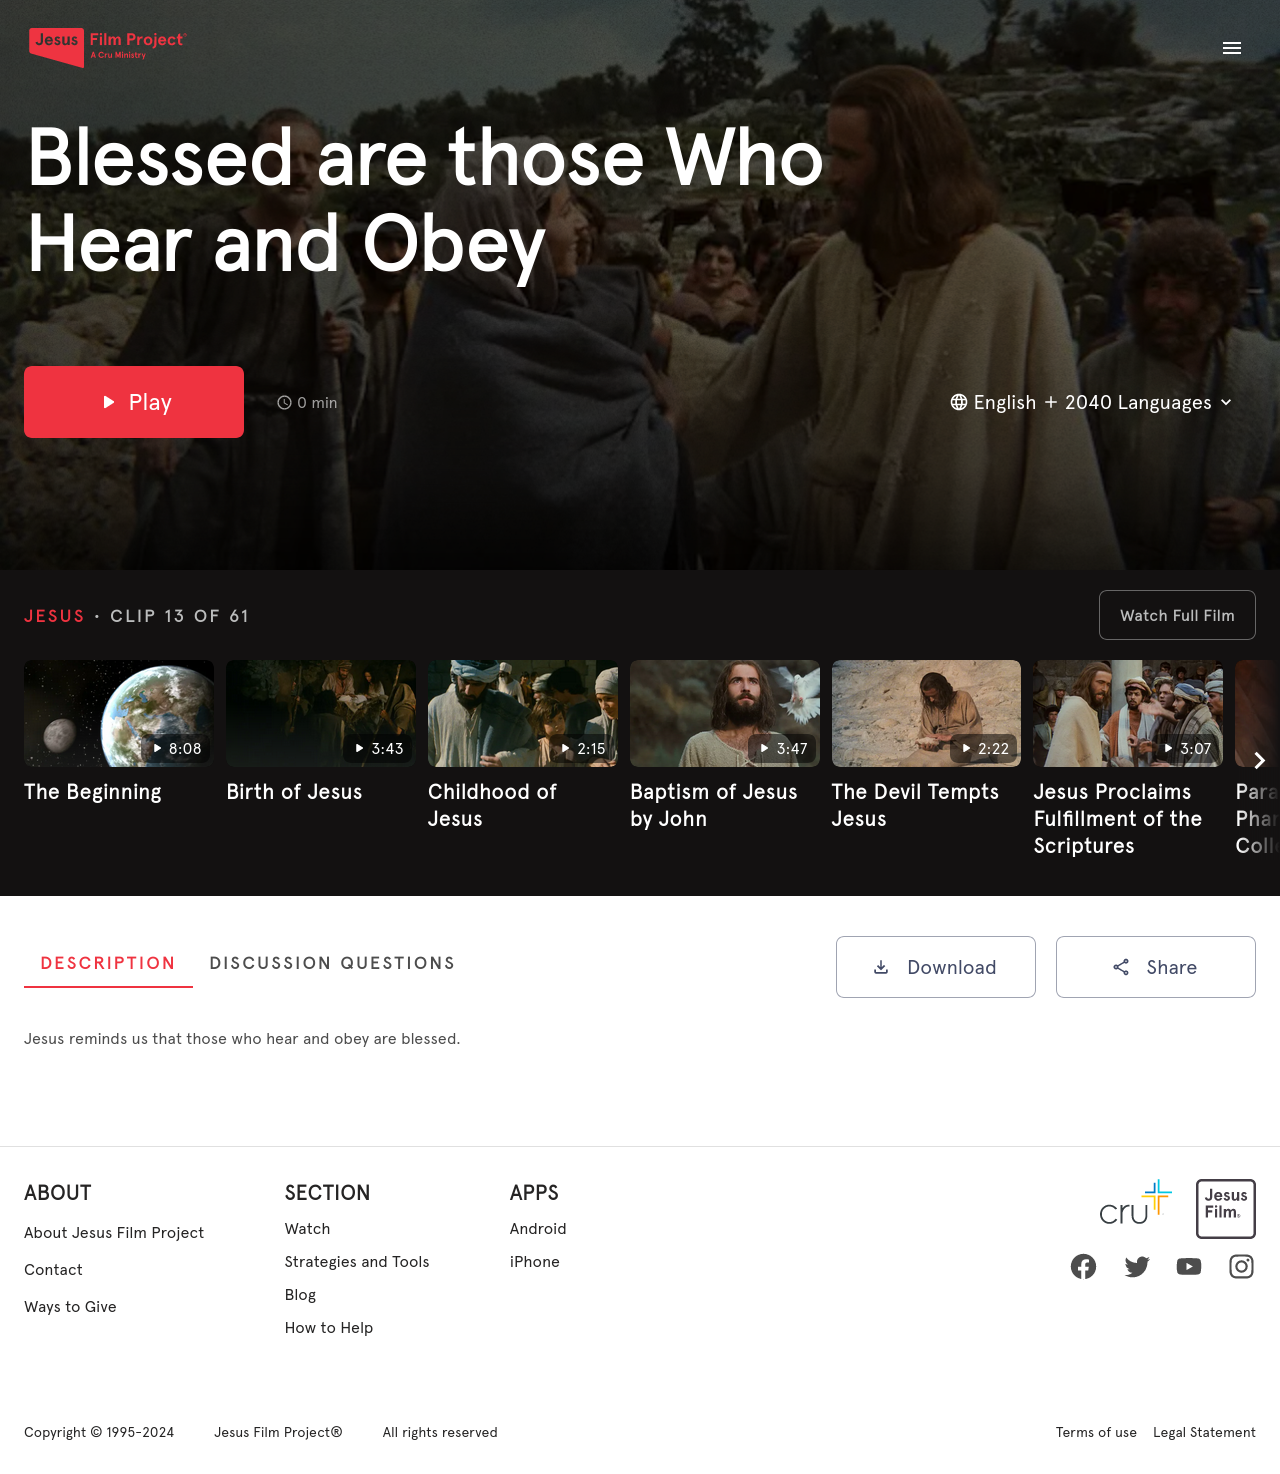 Jesus Film Project®
A Cru Ministry
Blessed are those Who
Hear and Obey
Play
0 min
English + 2040 Languages
JESUS • CLIP 13 OF 61
Watch Full Film
8:08
3:43
2:15
3:47
2:22
3:07
The Beginning
Birth of Jesus
Childhood of
Jesus
Baptism of Jesus
by John
The Devil Tempts
Jesus
Jesus Proclaims
Fulfillment of the
Scriptures
DESCRIPTION
DISCUSSION QUESTIONS
Download
Share
Jesus reminds us that those who hear and obey are blessed.
ABOUT
About Jesus Film Project
Contact
Ways to Give
SECTION
Watch
Strategies and Tools
Blog
How to Help
APPS
Android
iPhone
cru
Jesus
Film®
Copyright © 1995-2024
Jesus Film Project®
All rights reserved
Terms of use
Legal Statement